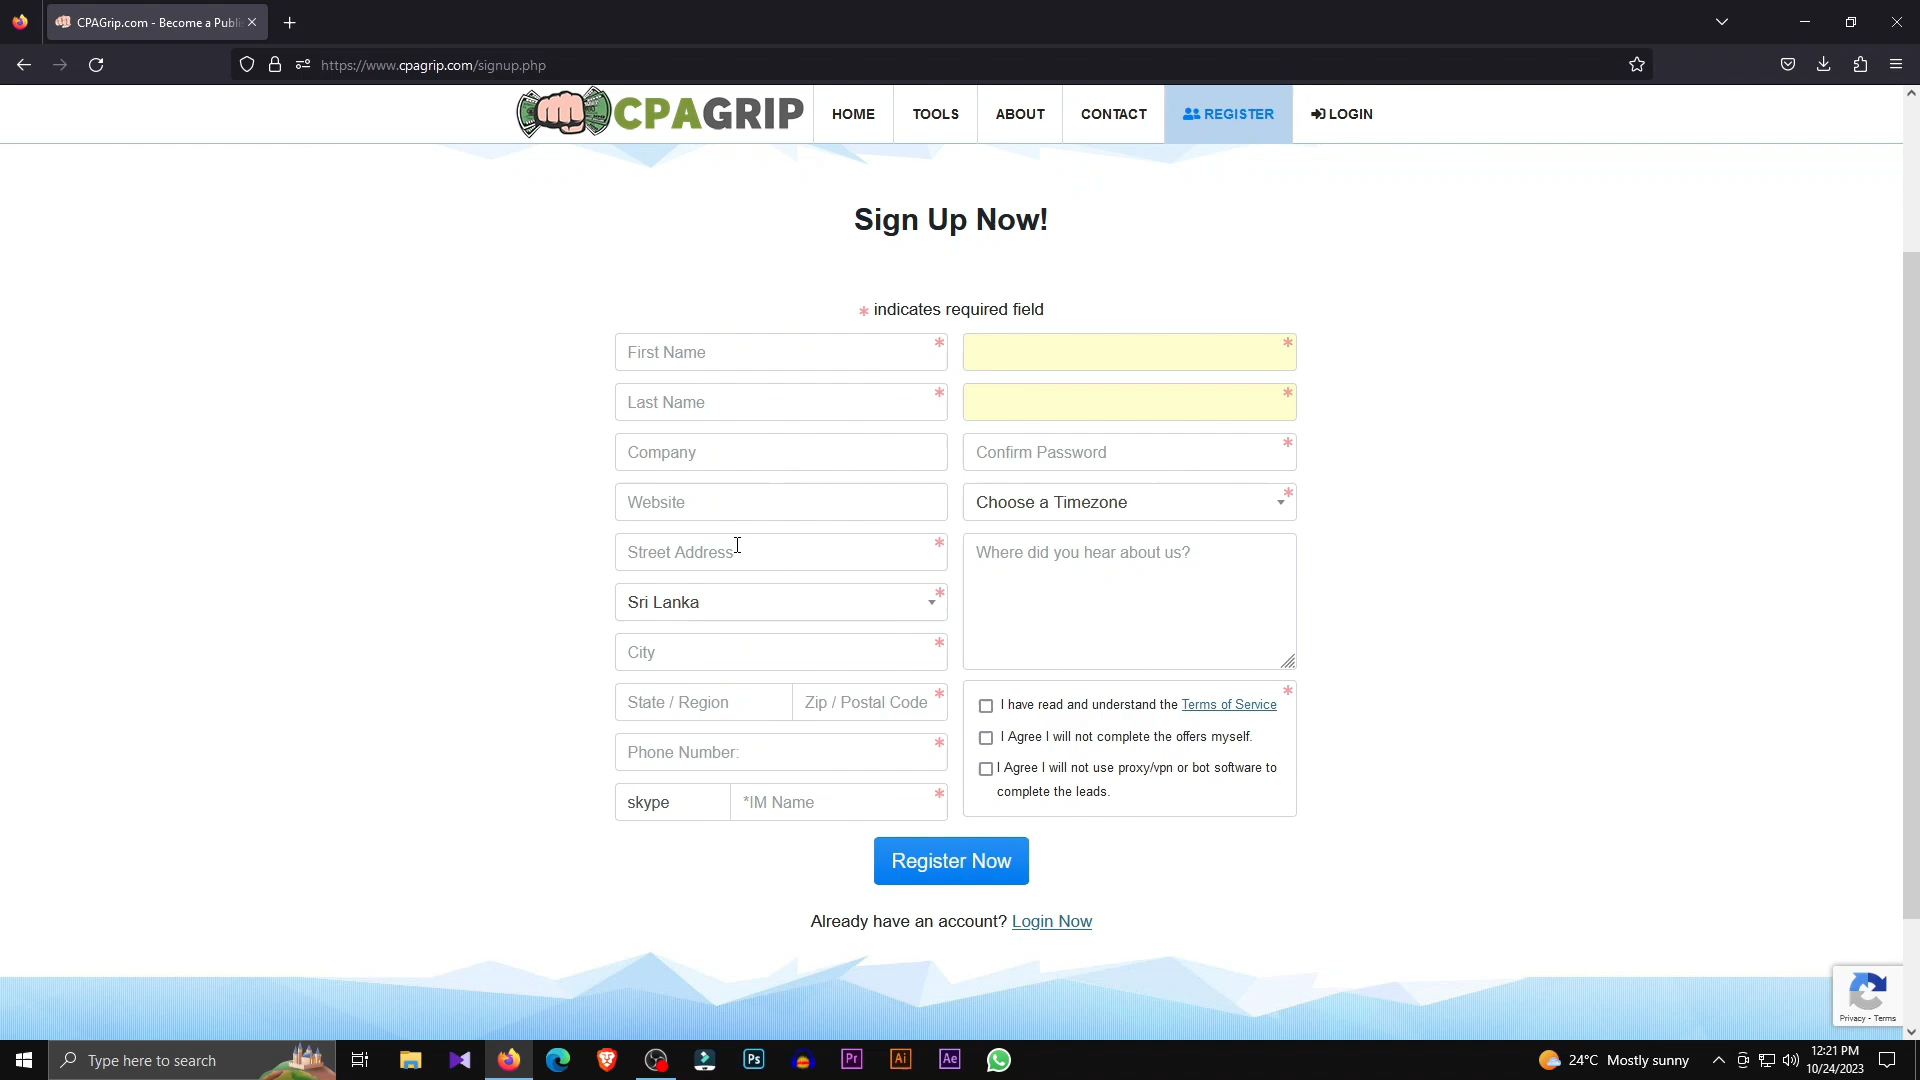 CPAGrip.com - Become a Publi
https://www.cpagrip.com/signup.php
CPAGRIP
HOME
TOOLS
ABOUT
CONTACT
REGISTER
LOGIN
Sign Up Now!
* indicates required field
First Name *
*
Last Name *
*
Company
Confirm Password *
Website
Choose a Timezone *
Street Address *
Where did you hear about us?
Sri Lanka *
City *
State / Region
Zip / Postal Code *
Phone Number: *
skype
*IM Name *
*
I have read and understand the Terms of Service
I Agree I will not complete the offers myself.
I Agree I will not use proxy/vpn or bot software to
complete the leads.
Register Now
Already have an account? Login Now
Privacy - Terms
Type here to search
Ps
Pr
Ai
Ae
24°C Mostly sunny
12:21 PM
10/24/2023